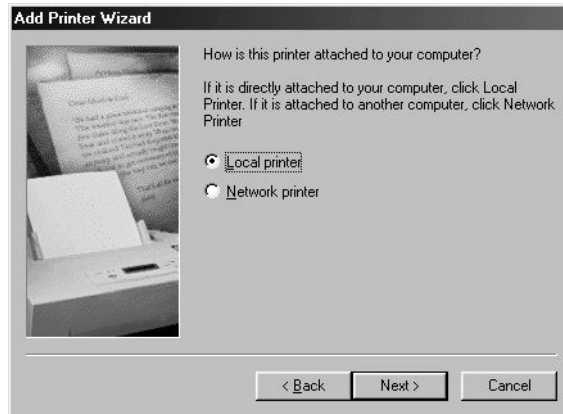 Add Printer Wizard
How is this printer attached to your computer?
If it is directly attached to your computer, click Local
Printer. If it is attached to another computer, click Network
Printer
Local printer
Network printer
< Back
Next >
Cancel